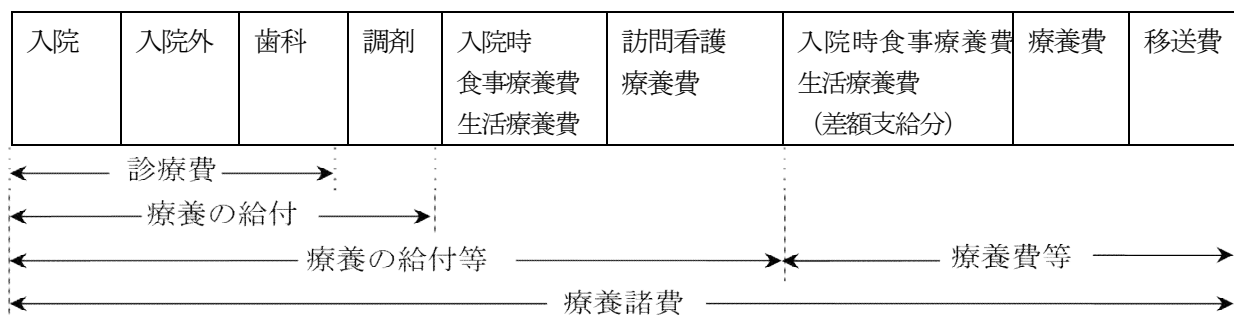 入院
入院外
歯科
調剤
入院時
食事療養費
生活療養費
訪問看護
療養費
入院時食事療養費
生活療養費
（差額支給分）
療養費
移送費
診療費
療養の給付
療養の給付等
療養費等
療養諸費